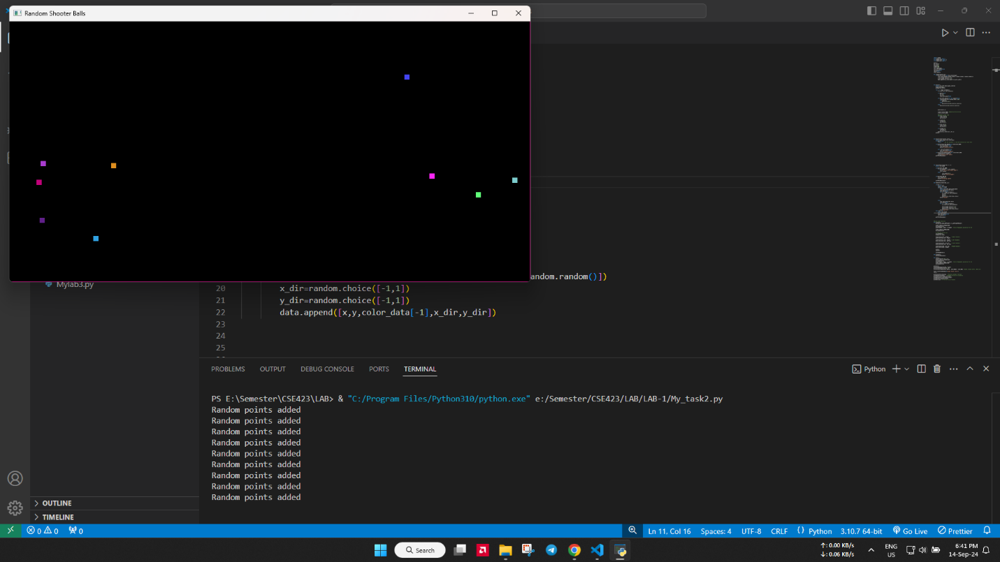 Random Shooter Balls
Mylab3.py
andom.random()])
20 x_dir=random.choice([-1,1])
21 y_dir=random.choice([-1,1])
22 data.append([x,y,color_data[-1],x_dir,y_dir])
23
24
25
PROBLEMS OUTPUT DEBUG CONSOLE PORTS TERMINAL
Python
PS E:\Semester\CSE423\LAB> & "C:/Program Files/Python310/python.exe" e:/Semester/CSE423/LAB/LAB-1/My_task2.py
Random points added
Random points added
Random points added
Random points added
Random points added
Random points added
Random points added
Random points added
Random points added
OUTLINE
TIMELINE
0 0 0 Ln 11, Col 16 Spaces: 4 UTF-8 CRLF {} Python 3.10.7 64-bit Go Live Prettier
Search
↑: 0.00 KB/s
↓: 0.06 KB/s
ENG
US
6:41 PM
14-Sep-24